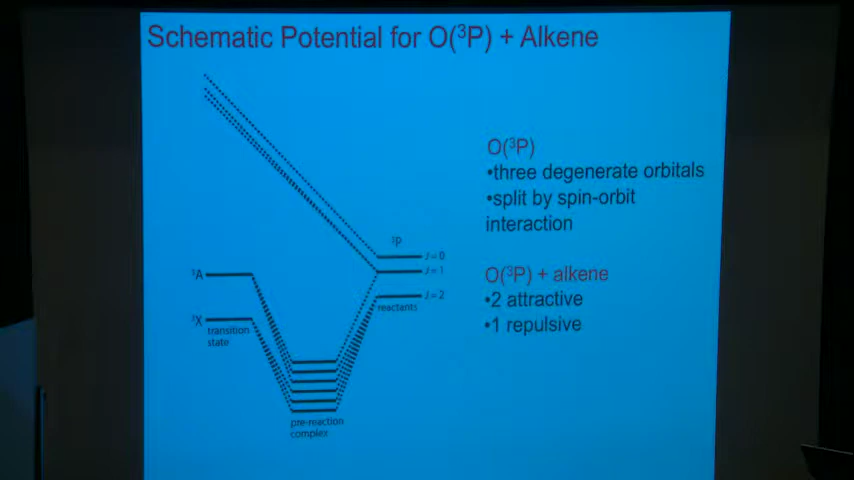 Schematic Potential for O(³P) + Alkene
O(³P)
•three degenerate orbitals
•split by spin-orbit
interaction
³P
J = 0
J = 1
J = 2
reactants
³A
³X
transition
state
O(³P) + alkene
•2 attractive
•1 repulsive
pre-reaction
complex